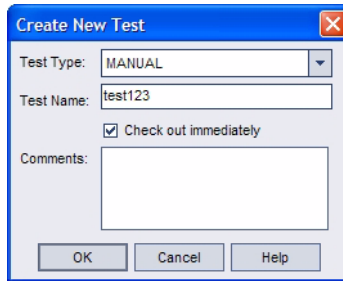 Create New Test
Test Type: MANUAL
Test Name: test123
Check out immediately
Comments:
OK Cancel Help